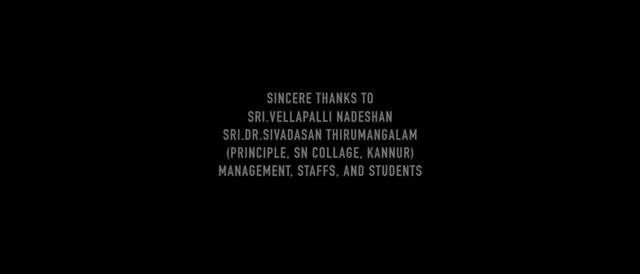 SINCERE THANKS TO
SRI.VELLAPALLI NADESHAN
SRI.DR.SIVADASAN THIRUMANGALAM
(PRINCIPLE, SN COLLAGE, KANNUR)
MANAGEMENT, STAFFS, AND STUDENTS